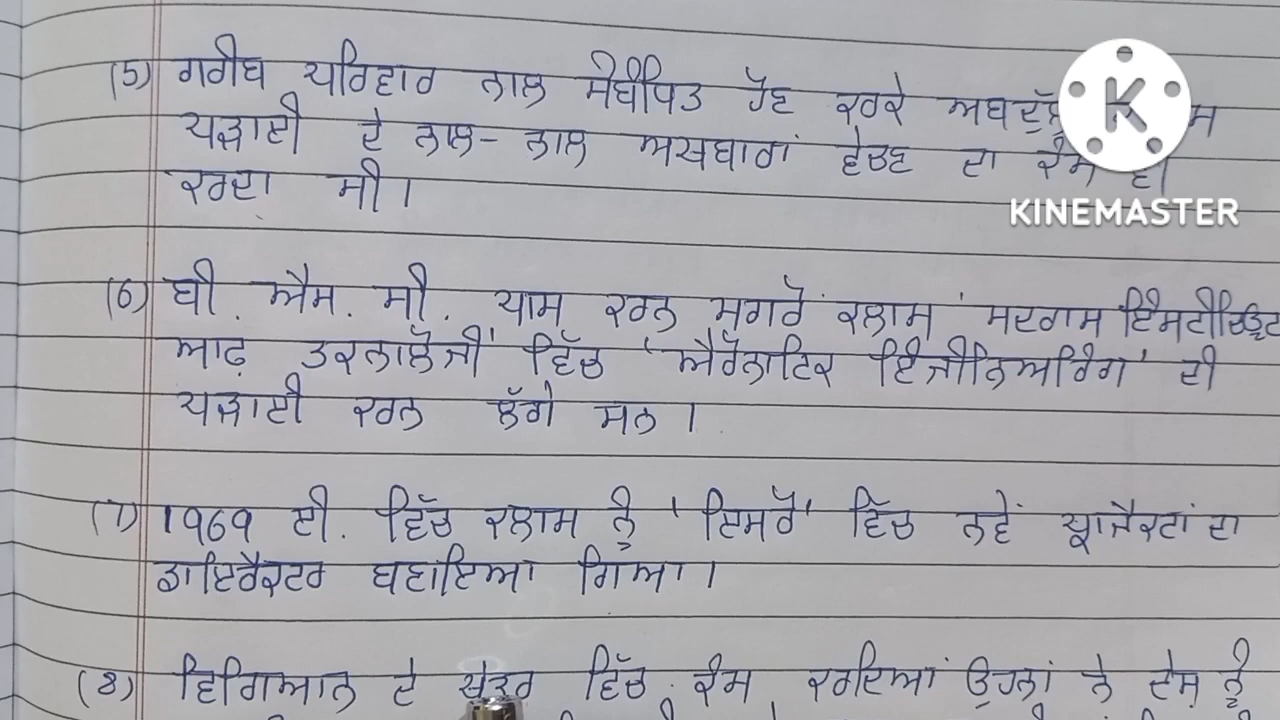 (5) ਗਰੀਬ ਪਰਿਵਾਰ ਨਾਲ ਸੰਬੰਧਿਤ ਹੋਣ ਕਰਕੇ
ਪੜ੍ਹਾਈ ਦੇ ਨਾਲ-ਨਾਲ ਅਖਬਾਰਾਂ ਵੇਚਣ ਦਾ ਕੰਮ ਵੀ
ਕਰਦਾ ਸੀ।
KINEMASTER
(6) ਬੀ. ਐਸ. ਸੀ. ਪਾਸ ਕਰਨ ਮਗਰੋਂ ਕਲਾਮ 'ਮਦਰਾਸ ਇੰਸਟੀਚਿਊਟ
ਆਫ਼ ਤਕਨਾਲੋਜੀ' ਵਿੱਚ 'ਐਰੋਨਾਟਿਕ ਇੰਜੀਨਿਅਰਿੰਗ' ਦੀ
ਪੜ੍ਹਾਈ ਕਰਨ ਲੱਗੇ ਸਨ।
(7) 1969 ਈ. ਵਿੱਚ ਕਲਾਮ ਨੂੰ 'ਇਸਰੋ' ਵਿੱਚ ਨਵੇਂ ਪ੍ਰਾਜੈਕਟਾਂ ਦਾ
ਡਾਇਰੈਕਟਰ ਬਣਾਇਆ ਗਿਆ।
(8) ਵਿਗਿਆਨ ਦੇ ਖੇਤਰ ਵਿੱਚ ਕੰਮ ਕਰਦਿਆਂ ਉਹਨਾਂ ਨੇ ਦੇਸ਼ ਨੂੰ